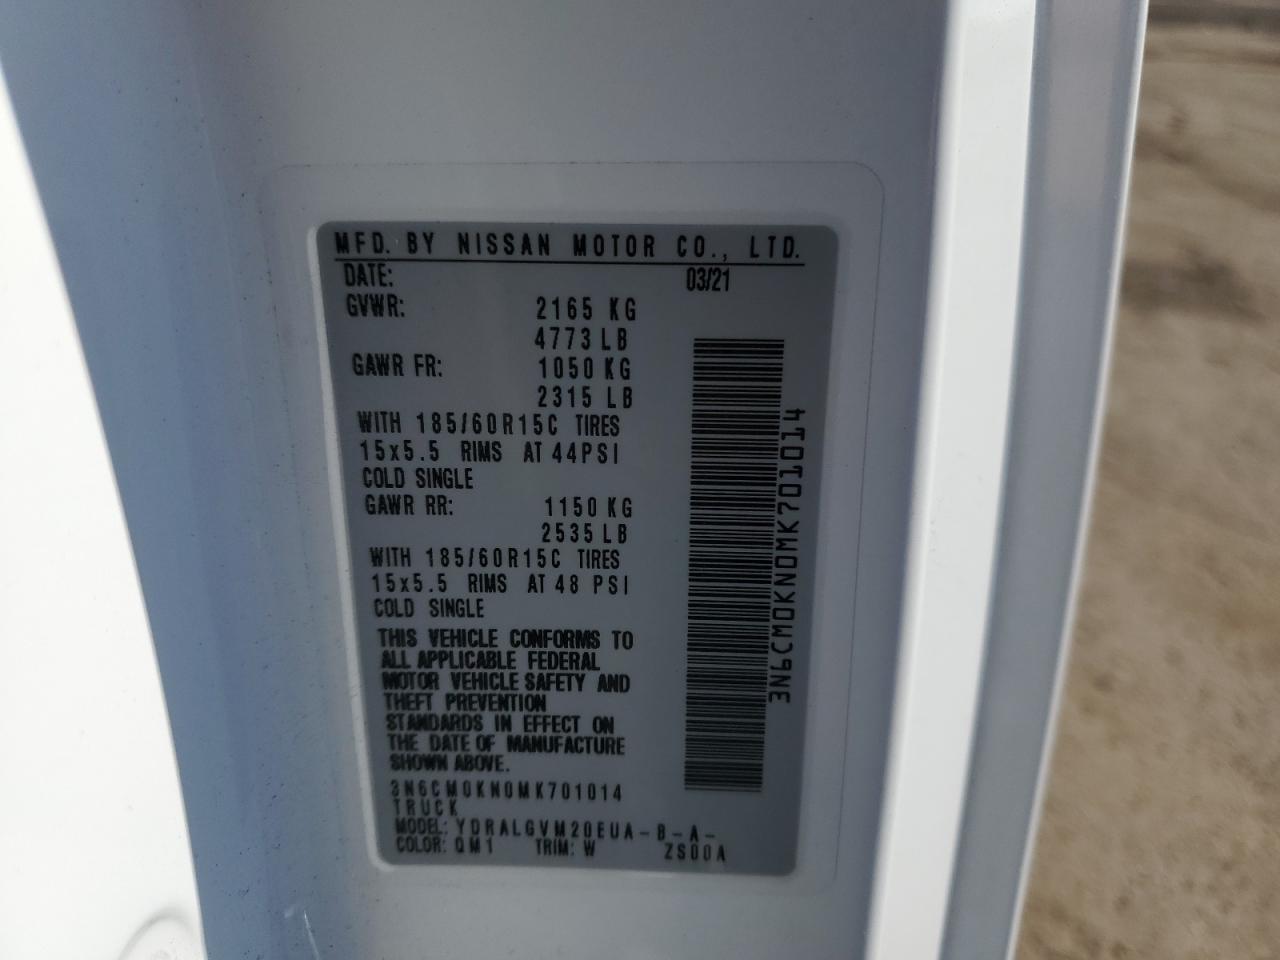 MFD. BY NISSAN MOTOR CO., LTD.
DATE: 03/21
GVWR: 2165 KG
4773 LB
GAWR FR: 1050 KG
2315 LB
WITH 185/60R15C TIRES
15x5.5 RIMS AT 44PSI
COLD SINGLE
GAWR RR: 1150 KG
2535 LB
WITH 185/60R15C TIRES
15x5.5 RIMS AT 48 PSI
COLD SINGLE
THIS VEHICLE CONFORMS TO
ALL APPLICABLE FEDERAL
MOTOR VEHICLE SAFETY AND
THEFT PREVENTION
STANDARDS IN EFFECT ON
THE DATE OF MANUFACTURE
SHOWN ABOVE.
3N6CM0KN0MK701014
TRUCK
MODEL: YDRALGVM20EUA-B-A-
COLOR: QM1 TRIM: W ZS00A
3N6CM0KN0MK701014